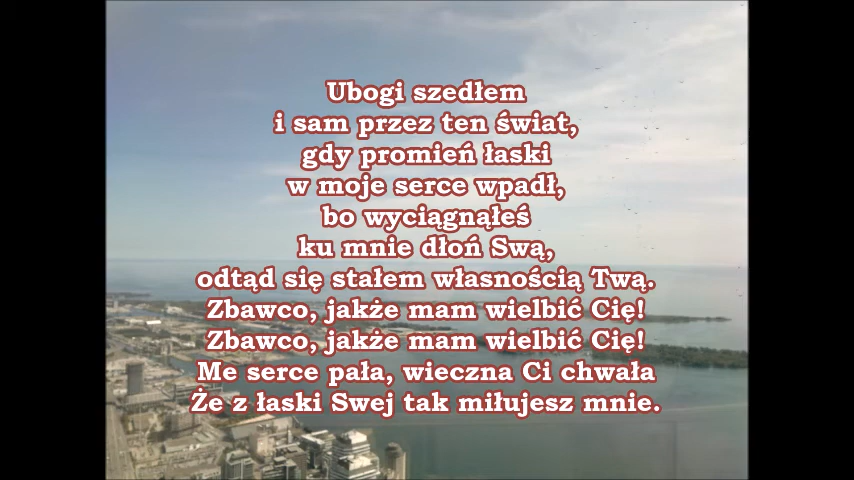 Ubogi szedłem
i sam przez ten świat,
gdy promień łaski
w moje serce wpadł,
bo wyciągnąłeś
ku mnie dłoń Swą,
odtąd się stałem własnością Twą.
Zbawco, jakże mam wielbić Cię!
Zbawco, jakże mam wielbić Cię!
Me serce pała, wieczna Ci chwała
Że z łaski Swej tak miłujesz mnie.